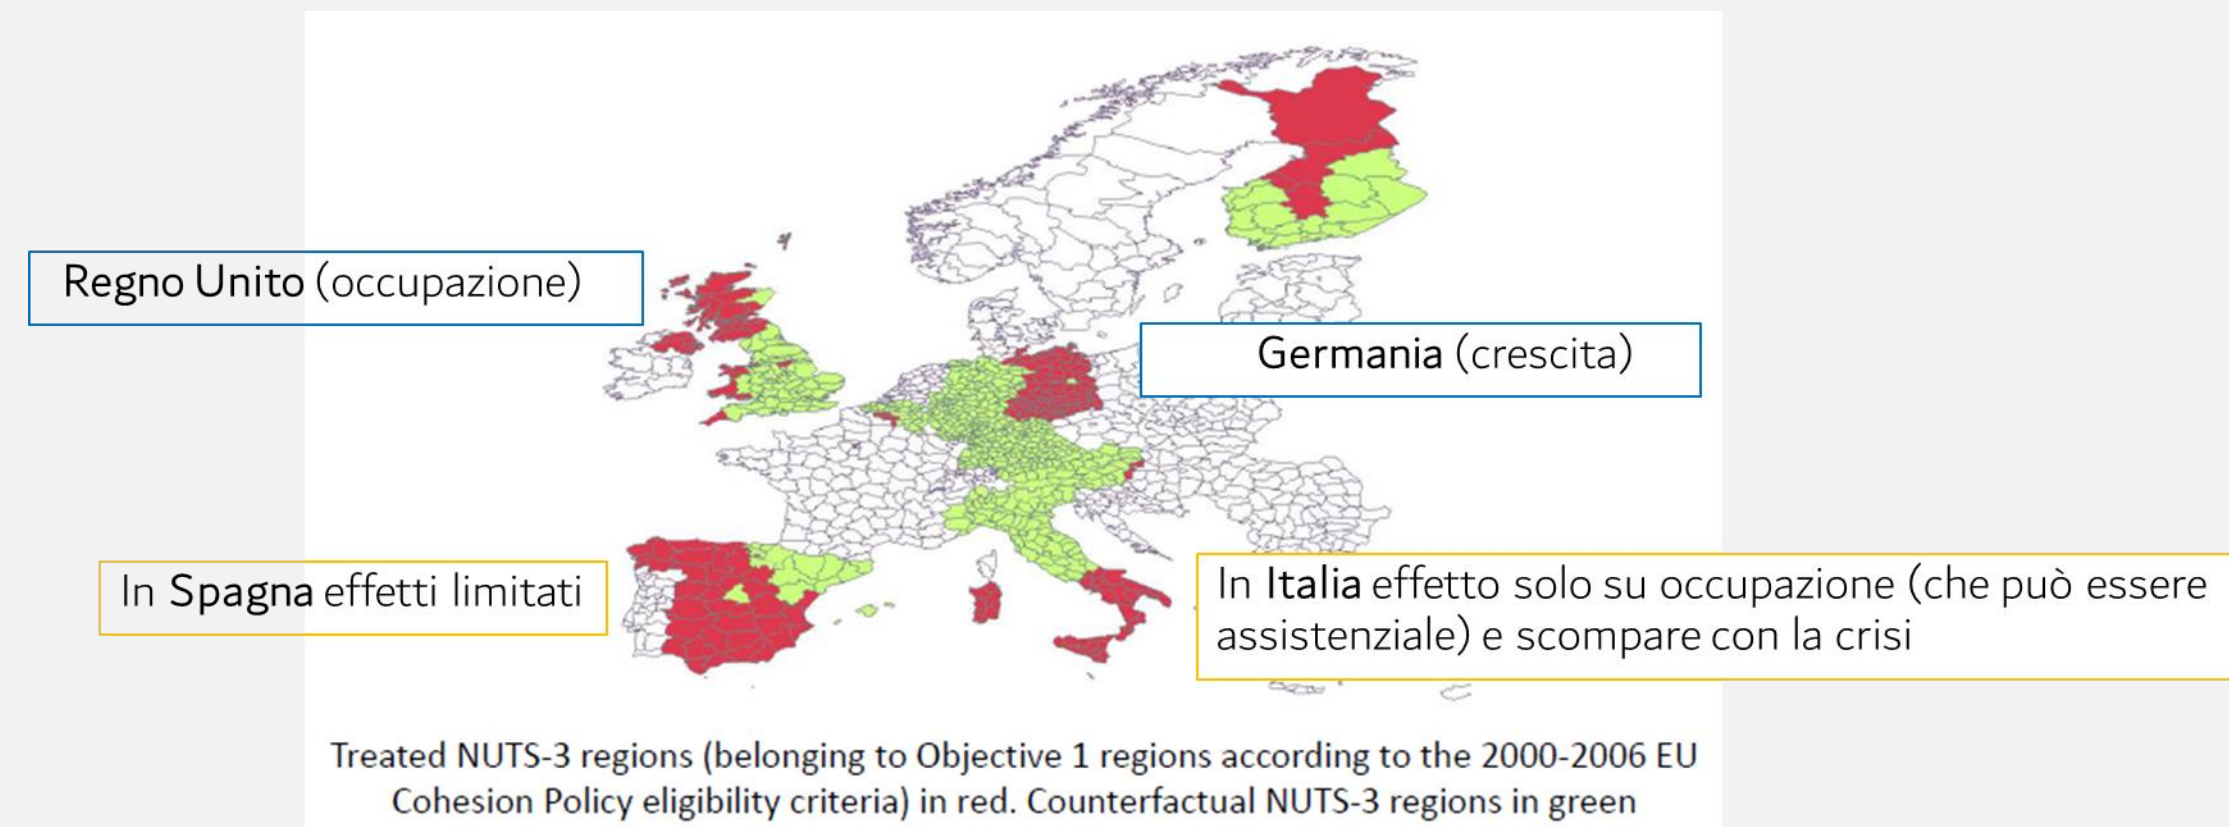 Regno Unito (occupazione)
Germania (crescita)
In Spagna effetti limitati
In Italia effetto solo su occupazione (che può essere
assistenziale) e scompare con la crisi
Treated NUTS-3 regions (belonging to Objective 1 regions according to the 2000-2006 EU
Cohesion Policy eligibility criteria) in red. Counterfactual NUTS-3 regions in green